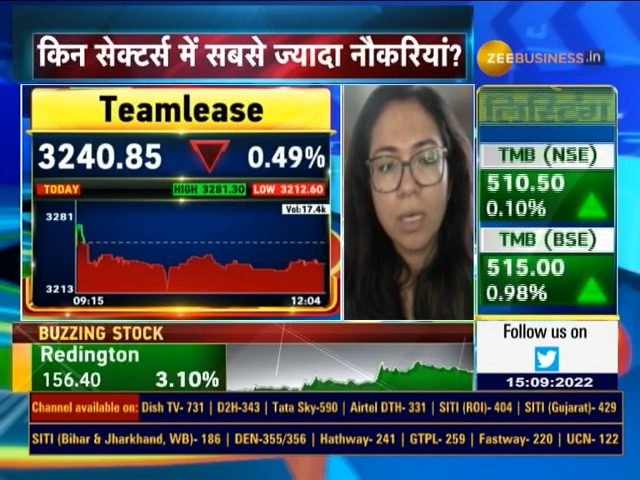 किन सेक्टर्स में सबसे ज्यादा नौकरियां?
ZEEBUSINESS.in
Teamlease
3240.85 0.49%
TODAY HIGH 3281.30 LOW 3212.60
Vol:17.4k
3281
3213
09:15 12:04
लिस्टिंग
TMB (NSE)
510.50
0.10%
TMB (BSE)
515.00
0.98%
BUZZING STOCK
Redington
156.40 3.10%
Follow us on
15:09:2022
Channel available on: Dish TV- 731 | D2H-343 | Tata Sky-590 | Airtel DTH- 331 | SITI (ROI)- 404 | SITI (Gujarat)- 429
SITI (Bihar & Jharkhand, WB)- 186 | DEN-355/356 | Hathway- 241 | GTPL- 259 | Fastway- 220 | UCN- 122